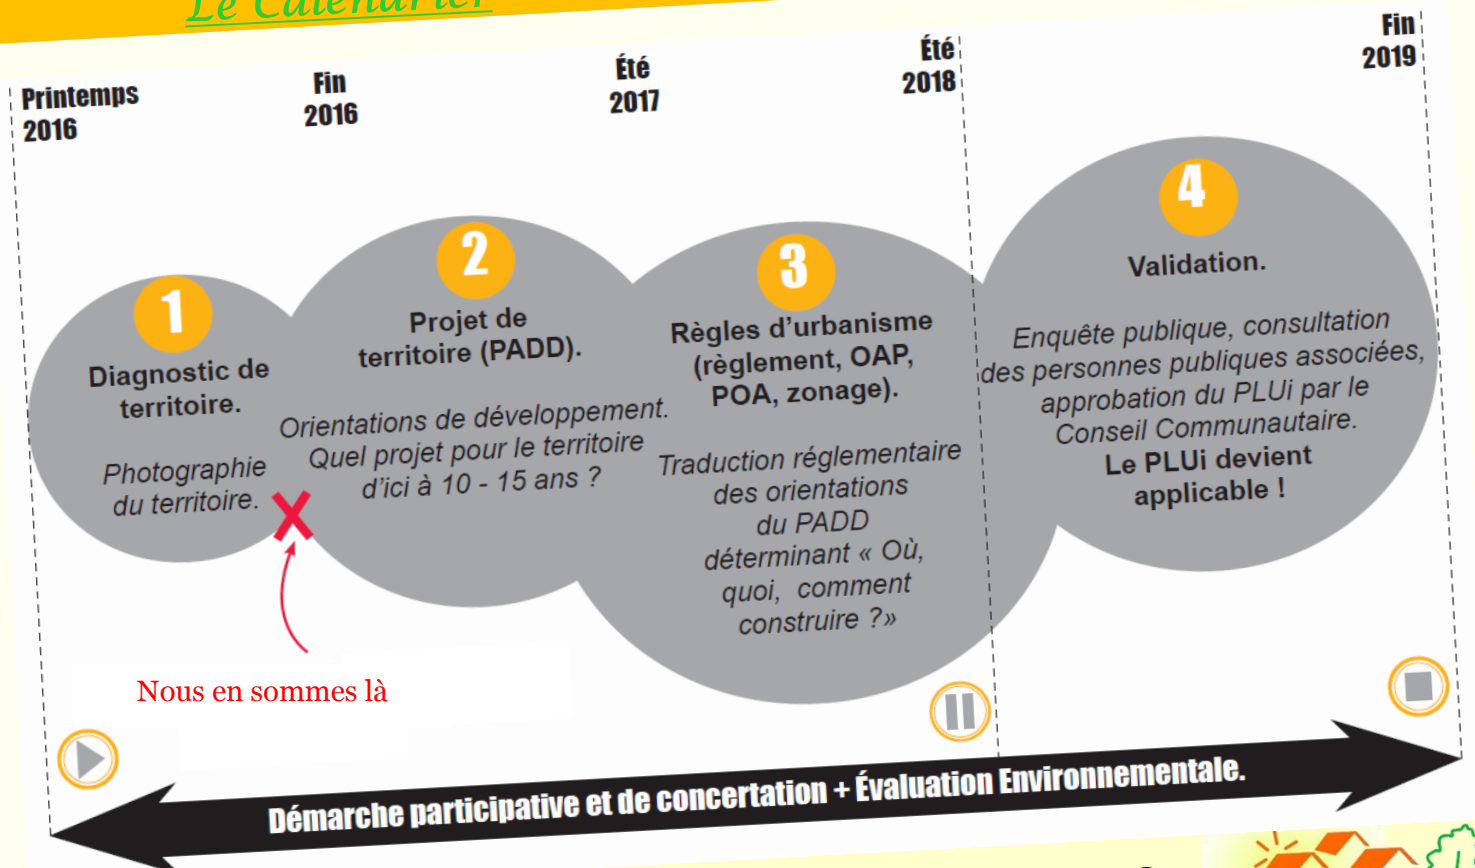 Le Calendrier
Printemps
2016
Fin
2016
Été
2017
Été
2018
Fin
2019
1
Diagnostic de
territoire.
Photographie
du territoire.
2
Projet de
territoire (PADD).
Orientations de développement.
Quel projet pour le territoire
d'ici à 10 - 15 ans ?
3
Règles d'urbanisme
(règlement, OAP,
POA, zonage).
Traduction réglementaire
des orientations
du PADD
déterminant « Où,
quoi, comment
construire ?»
4
Validation.
Enquête publique, consultation
des personnes publiques associées,
approbation du PLUi par le
Conseil Communautaire.
Le PLUi devient
applicable !
Nous en sommes là
Démarche participative et de concertation + Évaluation Environnementale.